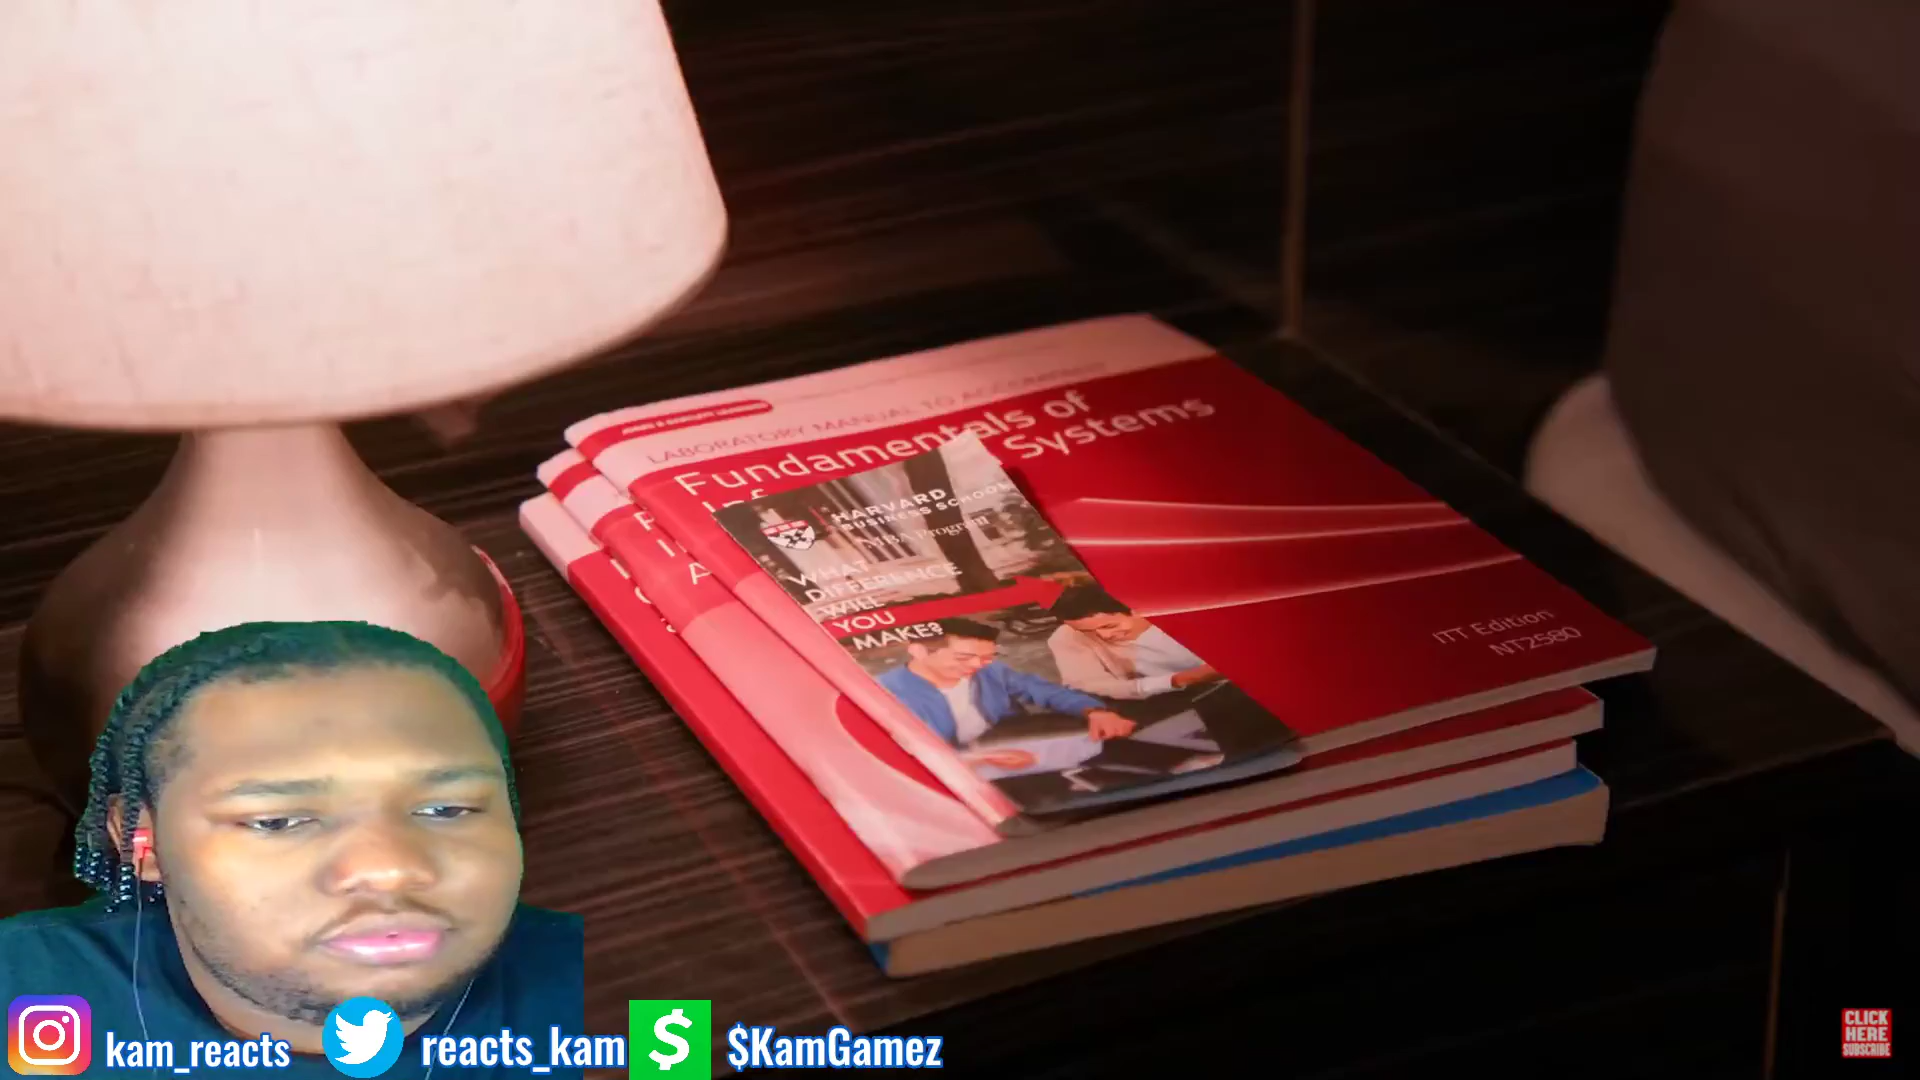 LABORATORY MANUAL TO ACCOMPANY
Fundamentals of
Systems
HARVARD
BUSINESS SCHOOL
MBA Program
WHAT
DIFFERENCE
WILL
YOU
MAKE?
ITT Edition
NT2580
kam_reacts
reacts_kam
$
$KamGamez
CLICK
HERE
SUBSCRIBE